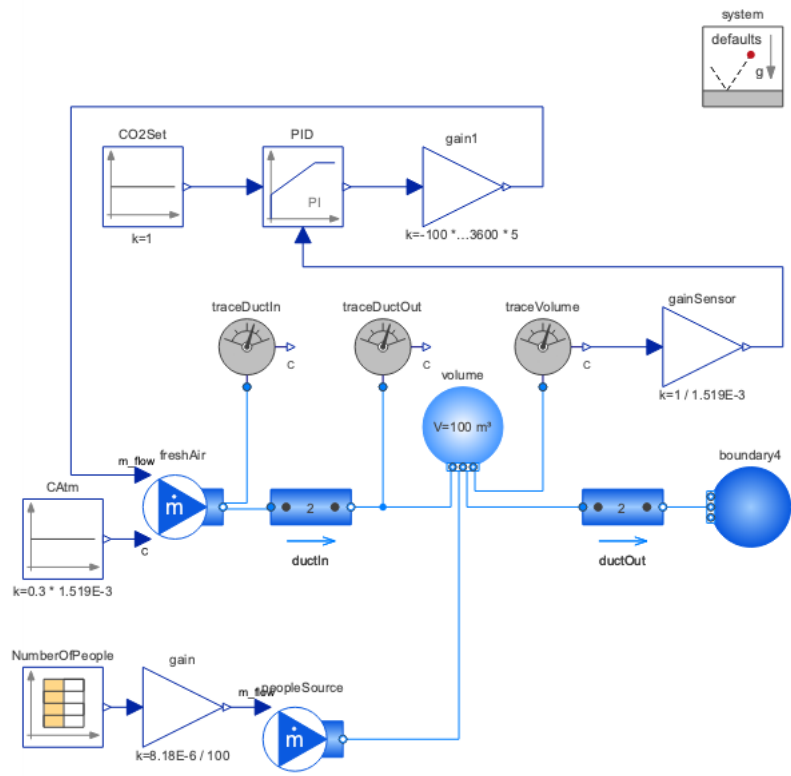 system
defaults
g
CO2Set
PID
gain1
PI
k=1
k=-100 *...3600 * 5
traceDuctIn
traceDuctOut
traceVolume
gainSensor
C
C
C
volume
k=1 / 1.519E-3
V=100 m³
freshAir
boundary4
m_flow
CAtm
ṁ
2
2
C
ductIn
ductOut
k=0.3 * 1.519E-3
NumberOfPeople
gain
m_flow
peopleSource
ṁ
k=8.18E-6 / 100